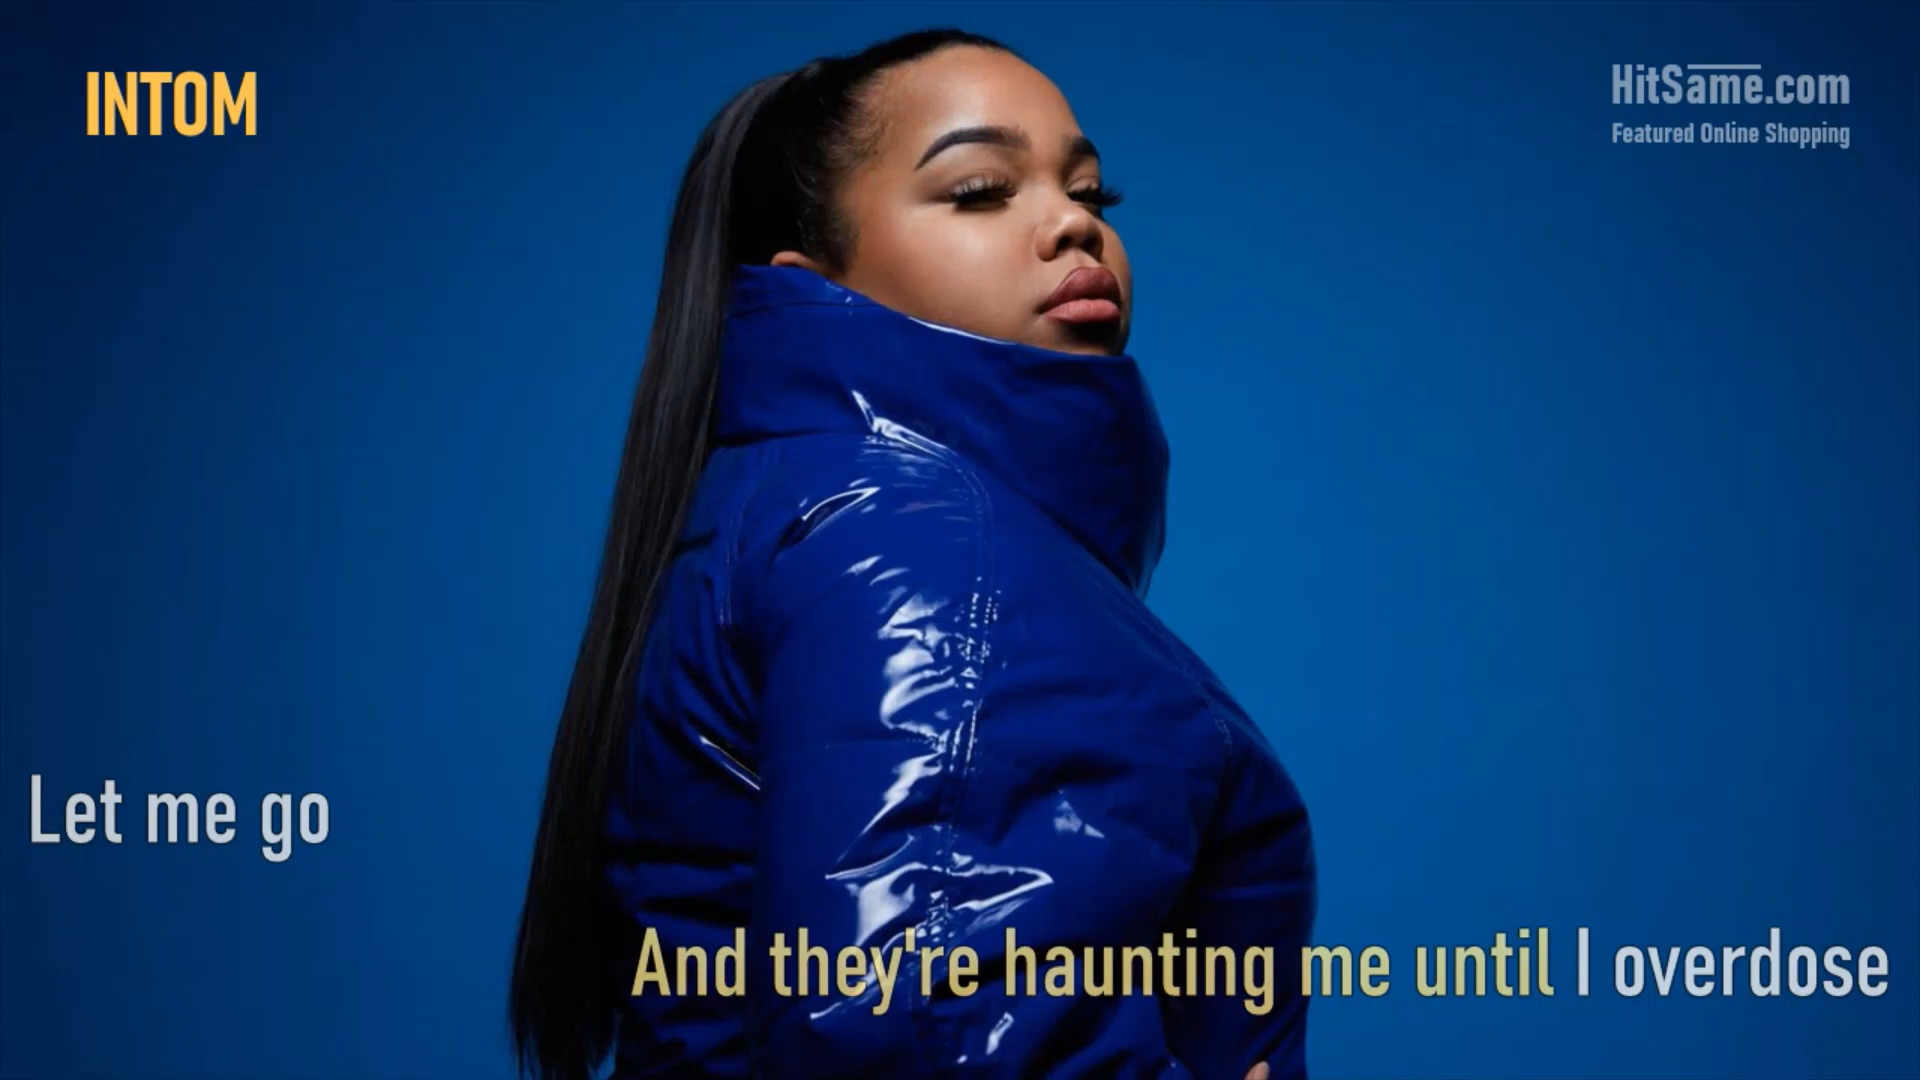 INTOM
HitSame.com
Featured Online Shopping
Let me go
And they're haunting me until I overdose